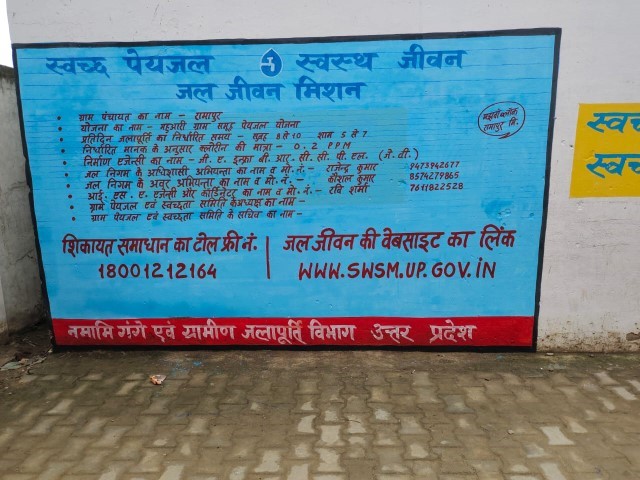 स्वच्छ पेयजल स्वस्थ जीवन
जल जीवन मिशन
ग्राम पंचायत का नाम - रामापुर
योजना का नाम - महुआरी ग्राम समूह पेयजल योजना
प्रतिदिन जलापूर्ति का निर्धारित समय - सुबह 8 से 10 शाम 5 से 7
निर्धारित मानक के अनुसार क्लोरीन की मात्रा - 0.2 PPM
निर्माण एजेन्सी का नाम - जी. ए. इन्फ्रा बी. आर. सी. सी. पी. एल. (जे. वी.)
जल निगम के अधिशासी अभियन्ता का नाम व मो. नं. - राजेन्द्र कुमार 9473942677
जल निगम के अवर अभियन्ता का नाम व मो. नं. - कौशल कुमार 8574279865
आई. एस. ए. एजेन्सी और कोर्डिनेटर का नाम व मो. नं. - रवि शर्मा 7611822528
ग्राम पेयजल एवं स्वच्छता समिति के अध्यक्ष का नाम -
ग्राम पेयजल एवं स्वच्छता समिति के सचिव का नाम -
शिकायत समाधान का टोल फ्री नं.
18001212164
जल जीवन की वेबसाइट का लिंक
WWW.SWSM.UP.GOV.IN
नमामि गंगे एवं ग्रामीण जलापूर्ति विभाग उत्तर प्रदेश
स्वच्
स्वच्